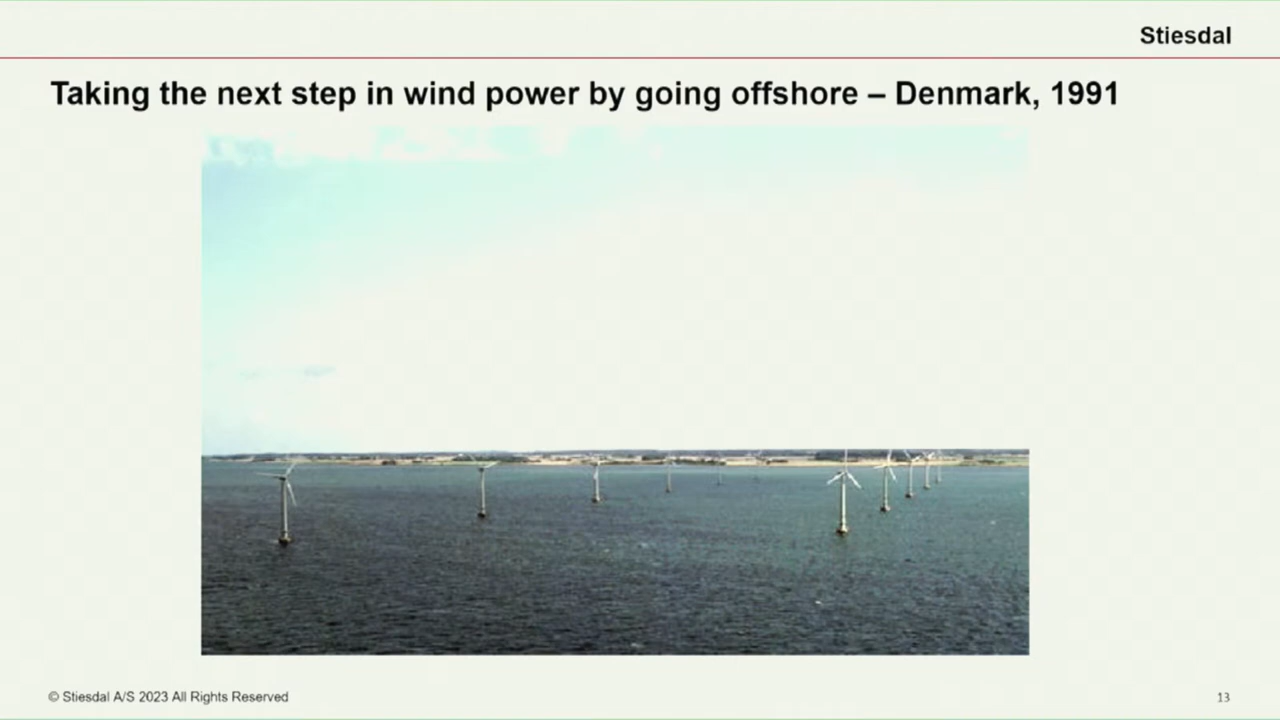 Stiesdal
Taking the next step in wind power by going offshore – Denmark, 1991
© Stiesdal A/S 2023 All Rights Reserved
13